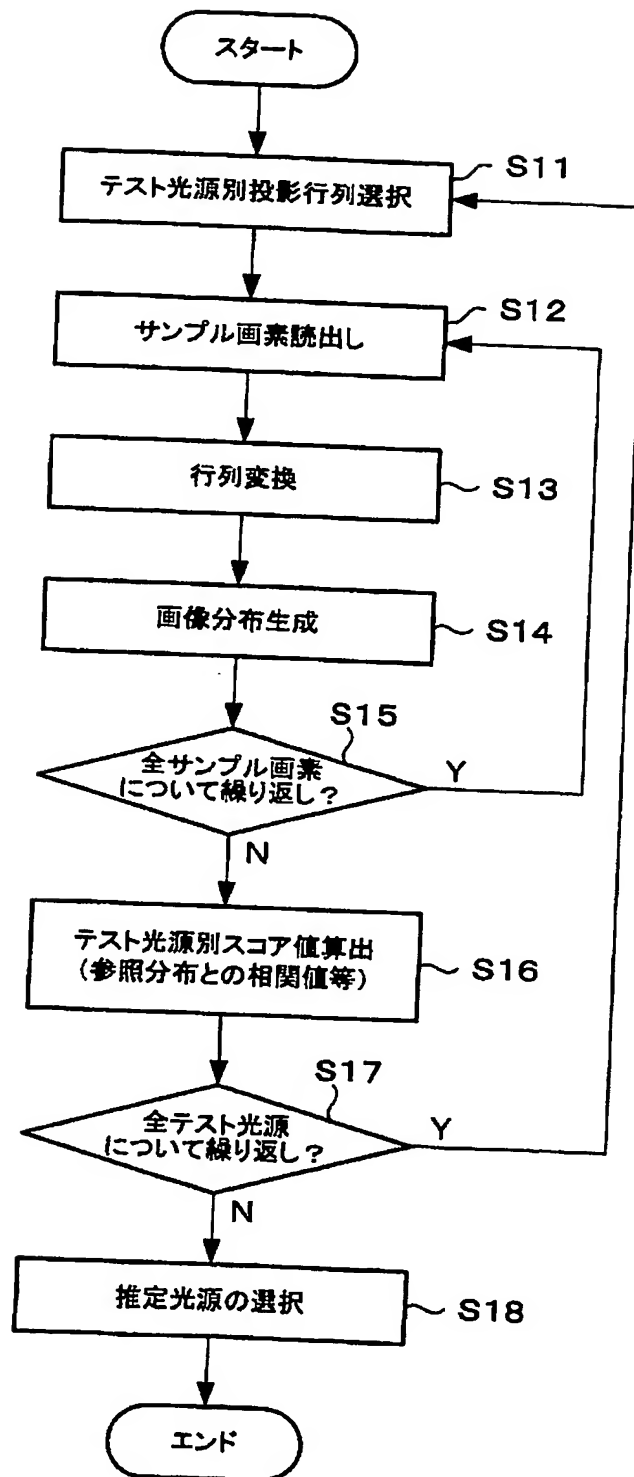 スタート
テスト光源別投影行列選択
S11
サンプル画素読出し
S12
行列変換
S13
画像分布生成
S14
全サンプル画素
について繰り返し?
S15
Y
N
テスト光源別スコア値算出
(参照分布との相関値等)
S16
全テスト光源
について繰り返し?
S17
Y
N
推定光源の選択
S18
エンド